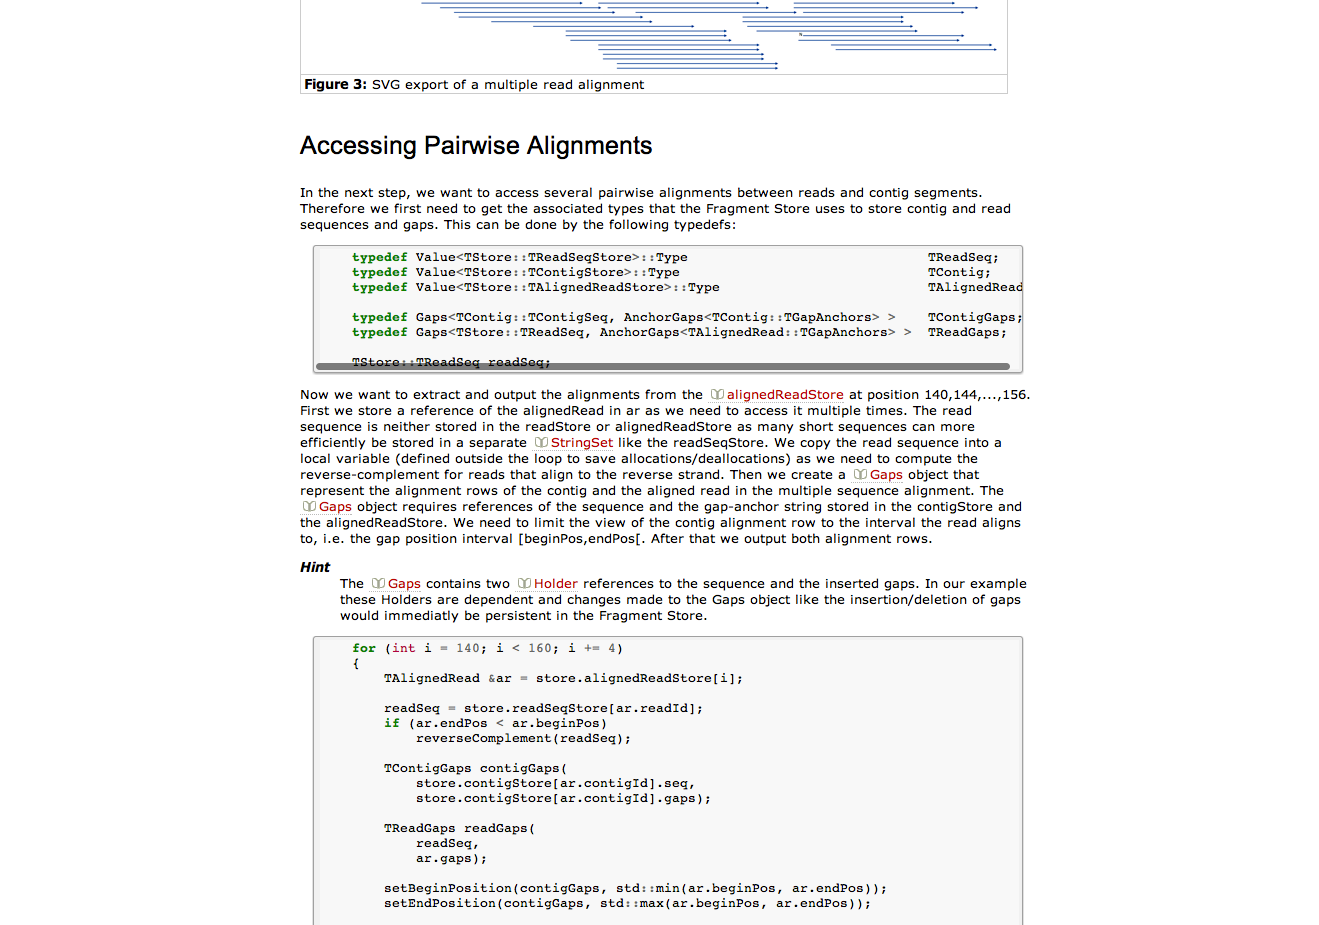 Figure 3: SVG export of a multiple read alignment
Accessing Pairwise Alignments
In the next step, we want to access several pairwise alignments between reads and contig segments.
Therefore we first need to get the associated types that the Fragment Store uses to store contig and read
sequences and gaps. This can be done by the following typedefs:
typedef Value<TStore::TReadSeqStore>::Type TReadSeq;
typedef Value<TStore::TContigStore>::Type TContig;
typedef Value<TStore::TAlignedReadStore>::Type TAlignedRead
typedef Gaps<TContig::TContigSeq, AnchorGaps<TContig::TGapAnchors> > TContigGaps;
typedef Gaps<TStore::TReadSeq, AnchorGaps<TAlignedRead::TGapAnchors> > TReadGaps;
TStore::TReadSeq readSeq;
Now we want to extract and output the alignments from the alignedReadStore at position 140,144,...,156.
First we store a reference of the alignedRead in ar as we need to access it multiple times. The read
sequence is neither stored in the readStore or alignedReadStore as many short sequences can more
efficiently be stored in a separate StringSet like the readSeqStore. We copy the read sequence into a
local variable (defined outside the loop to save allocations/deallocations) as we need to compute the
reverse-complement for reads that align to the reverse strand. Then we create a Gaps object that
represent the alignment rows of the contig and the aligned read in the multiple sequence alignment. The
Gaps object requires references of the sequence and the gap-anchor string stored in the contigStore and
the alignedReadStore. We need to limit the view of the contig alignment row to the interval the read aligns
to, i.e. the gap position interval [beginPos,endPos[. After that we output both alignment rows.
Hint
The Gaps contains two Holder references to the sequence and the inserted gaps. In our example
these Holders are dependent and changes made to the Gaps object like the insertion/deletion of gaps
would immediatly be persistent in the Fragment Store.
for (int i = 140; i < 160; i += 4)
{
TAlignedRead &ar = store.alignedReadStore[i];
readSeq = store.readSeqStore[ar.readId];
if (ar.endPos < ar.beginPos)
reverseComplement(readSeq);
TContigGaps contigGaps(
store.contigStore[ar.contigId].seq,
store.contigStore[ar.contigId].gaps);
TReadGaps readGaps(
readSeq,
ar.gaps);
setBeginPosition(contigGaps, std::min(ar.beginPos, ar.endPos));
setEndPosition(contigGaps, std::max(ar.beginPos, ar.endPos));